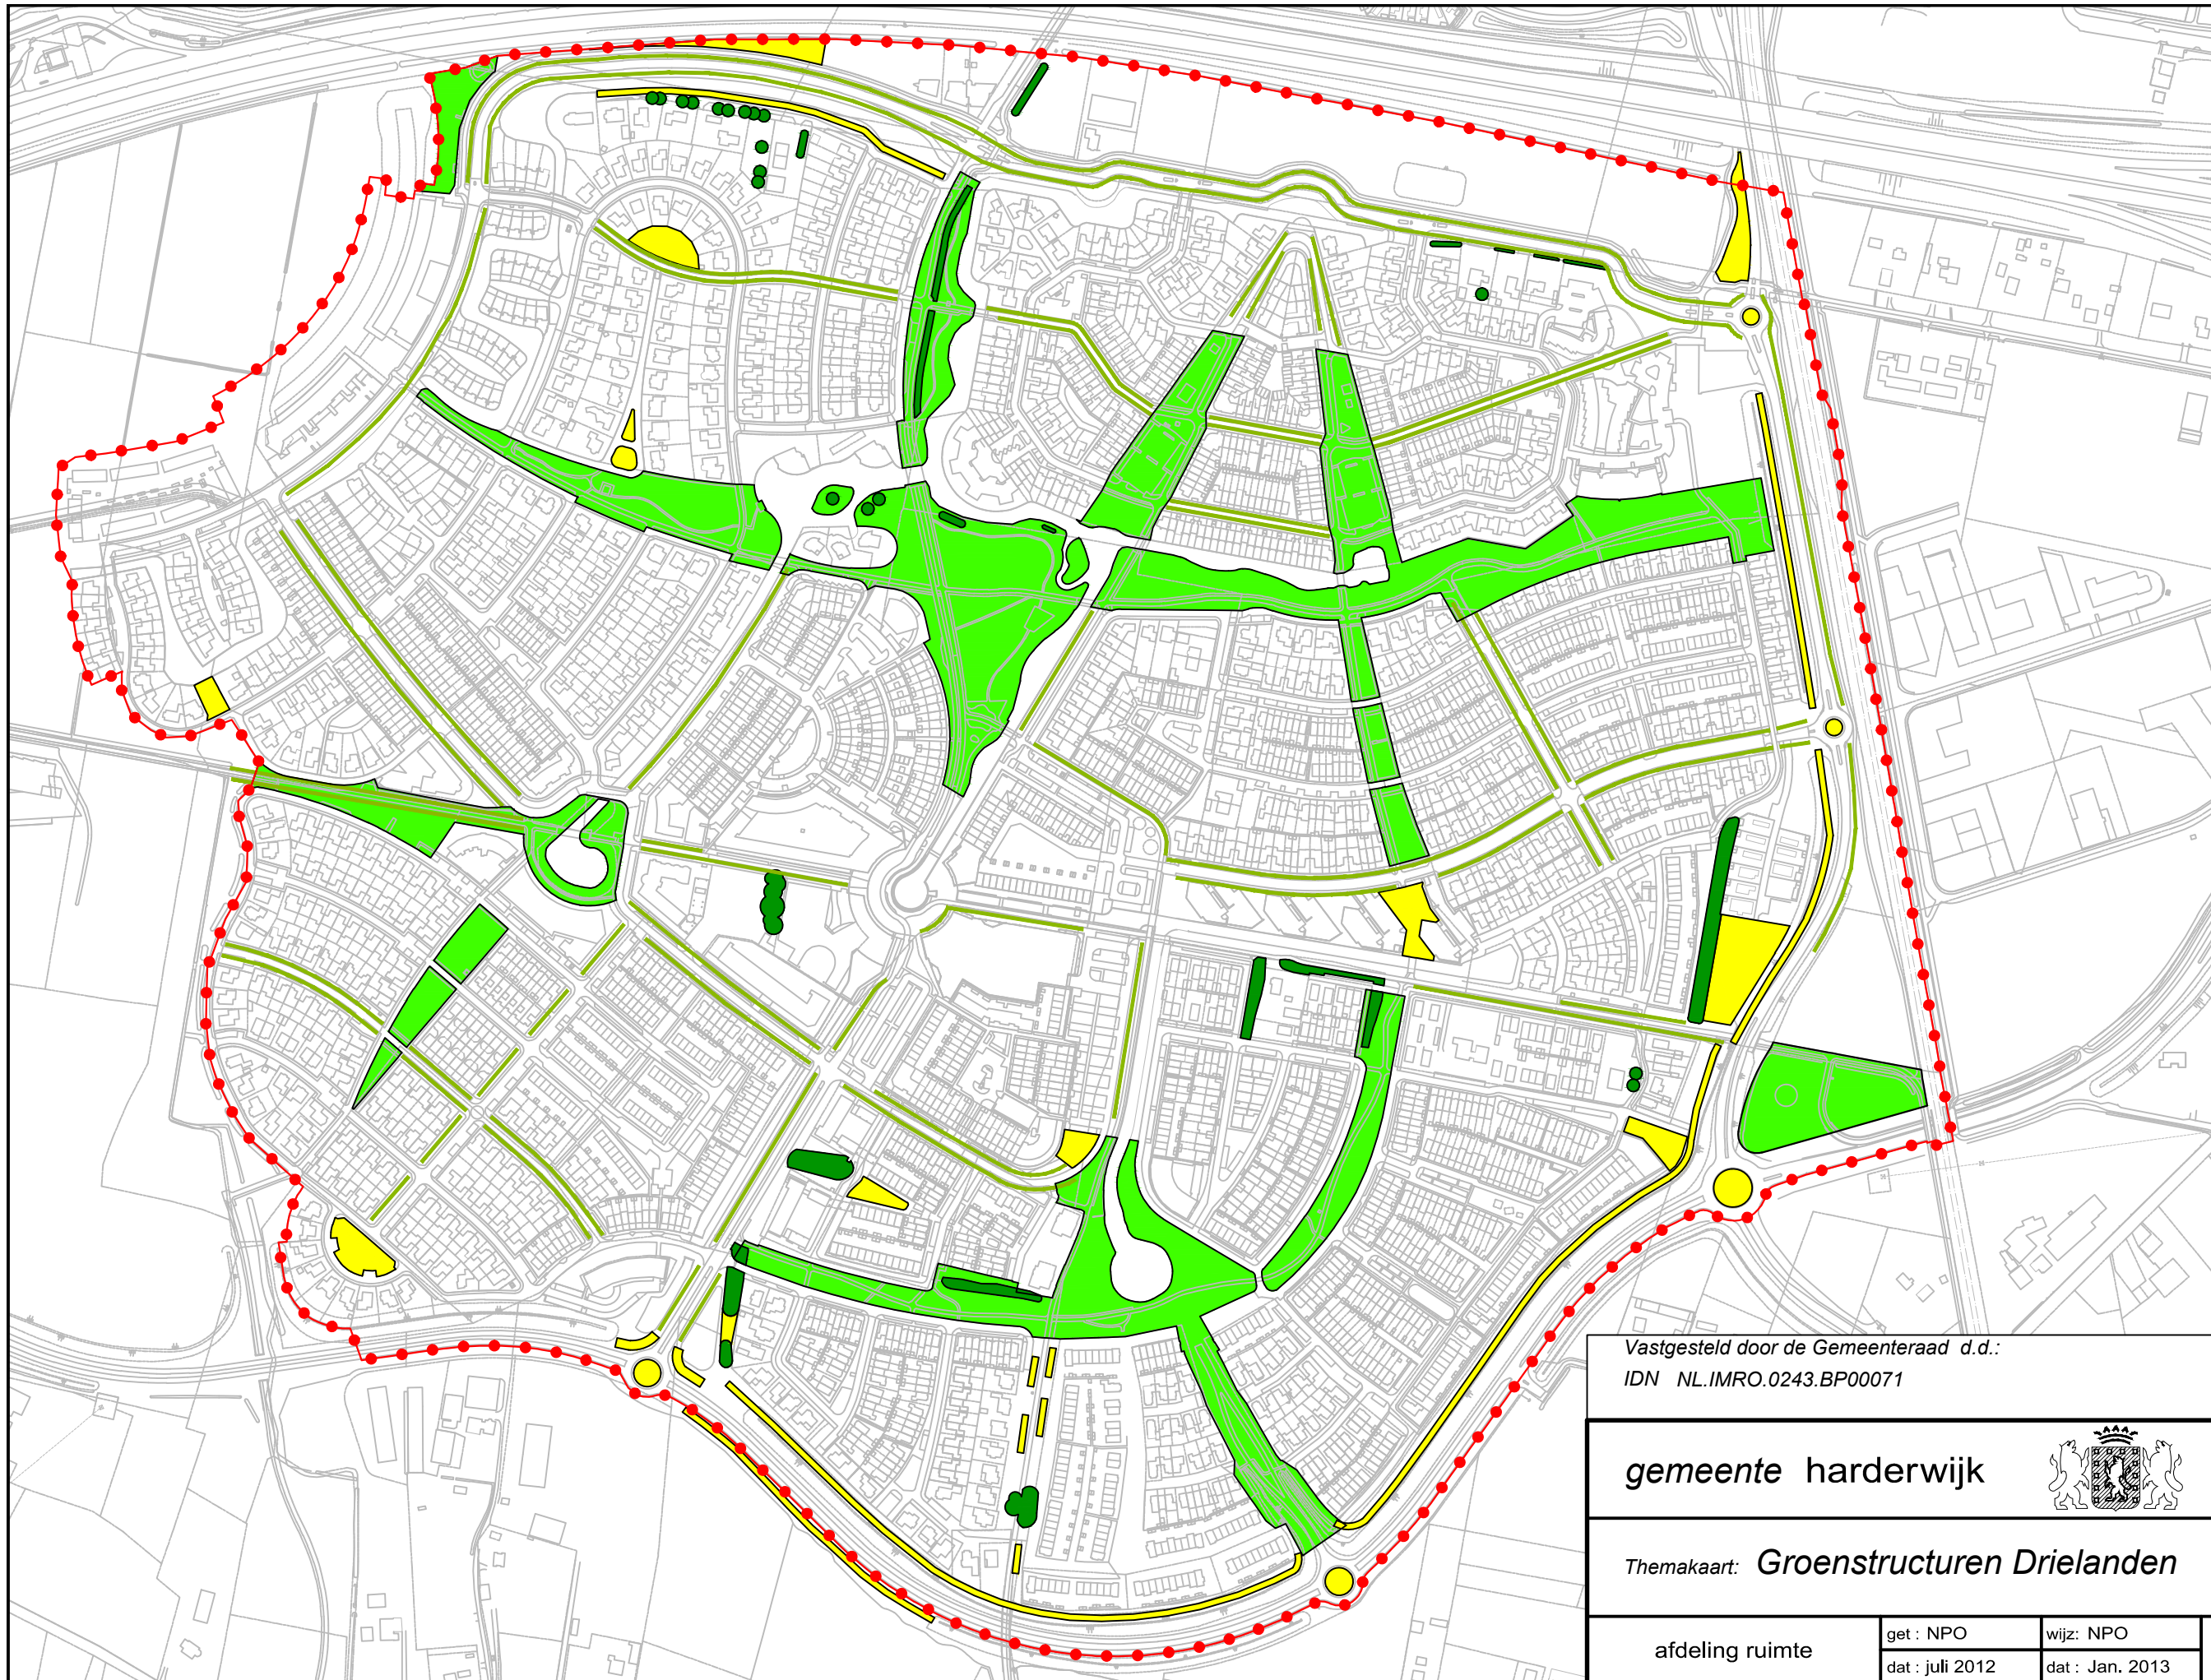 Vastgesteld door de Gemeenteraad d.d.:
IDN NL.IMRO.0243.BP00071
gemeente harderwijk
Themakaart: Groenstructuren Drielanden
afdeling ruimte
get : NPO
wijz: NPO
dat : juli 2012
dat : Jan. 2013